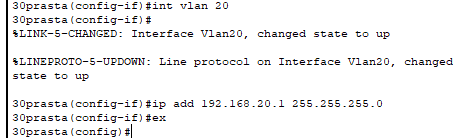 30prasta(config-if)#int vlan 20
30prasta(config-if)#
%LINK-5-CHANGED: Interface Vlan20, changed state to up
%LINEPROTO-5-UPDOWN: Line protocol on Interface Vlan20, changed
state to up
30prasta(config-if)#ip add 192.168.20.1 255.255.255.0
30prasta(config-if)#ex
30prasta(config)#